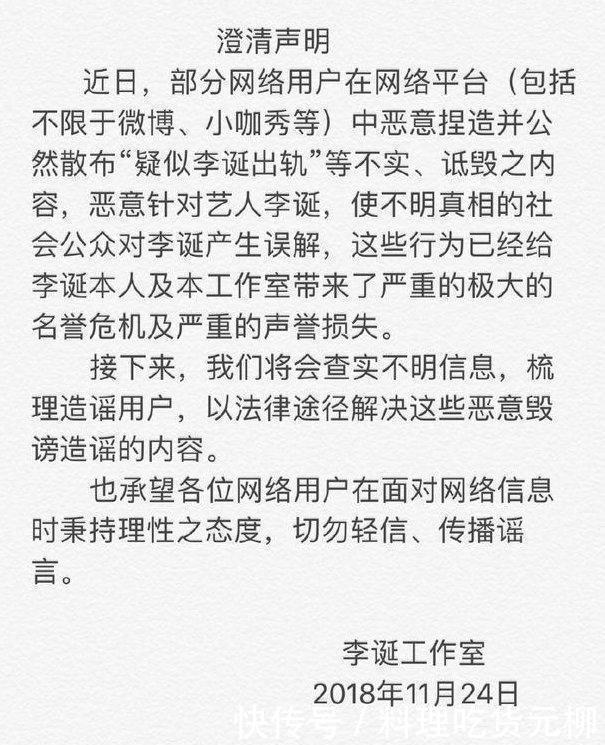 澄清声明
近日，部分网络用户在网络平台（包括
不限于微博、小咖秀等）中恶意捏造并公
然散布“疑似李诞出轨”等不实、诋毁之内
容，恶意针对艺人李诞，使不明真相的社
会公众对李诞产生误解，这些行为已经给
李诞本人及本工作室带来了严重的极大的
名誉危机及严重的声誉损失。
接下来，我们将会查实不明信息，梳
理造谣用户，以法律途径解决这些恶意毁
谤造谣的内容。
也承望各位网络用户在面对网络信息
时秉持理性之态度，切勿轻信、传播谣
言。
李诞工作室
2018年11月24日
快传号 / 料理吃货元柳